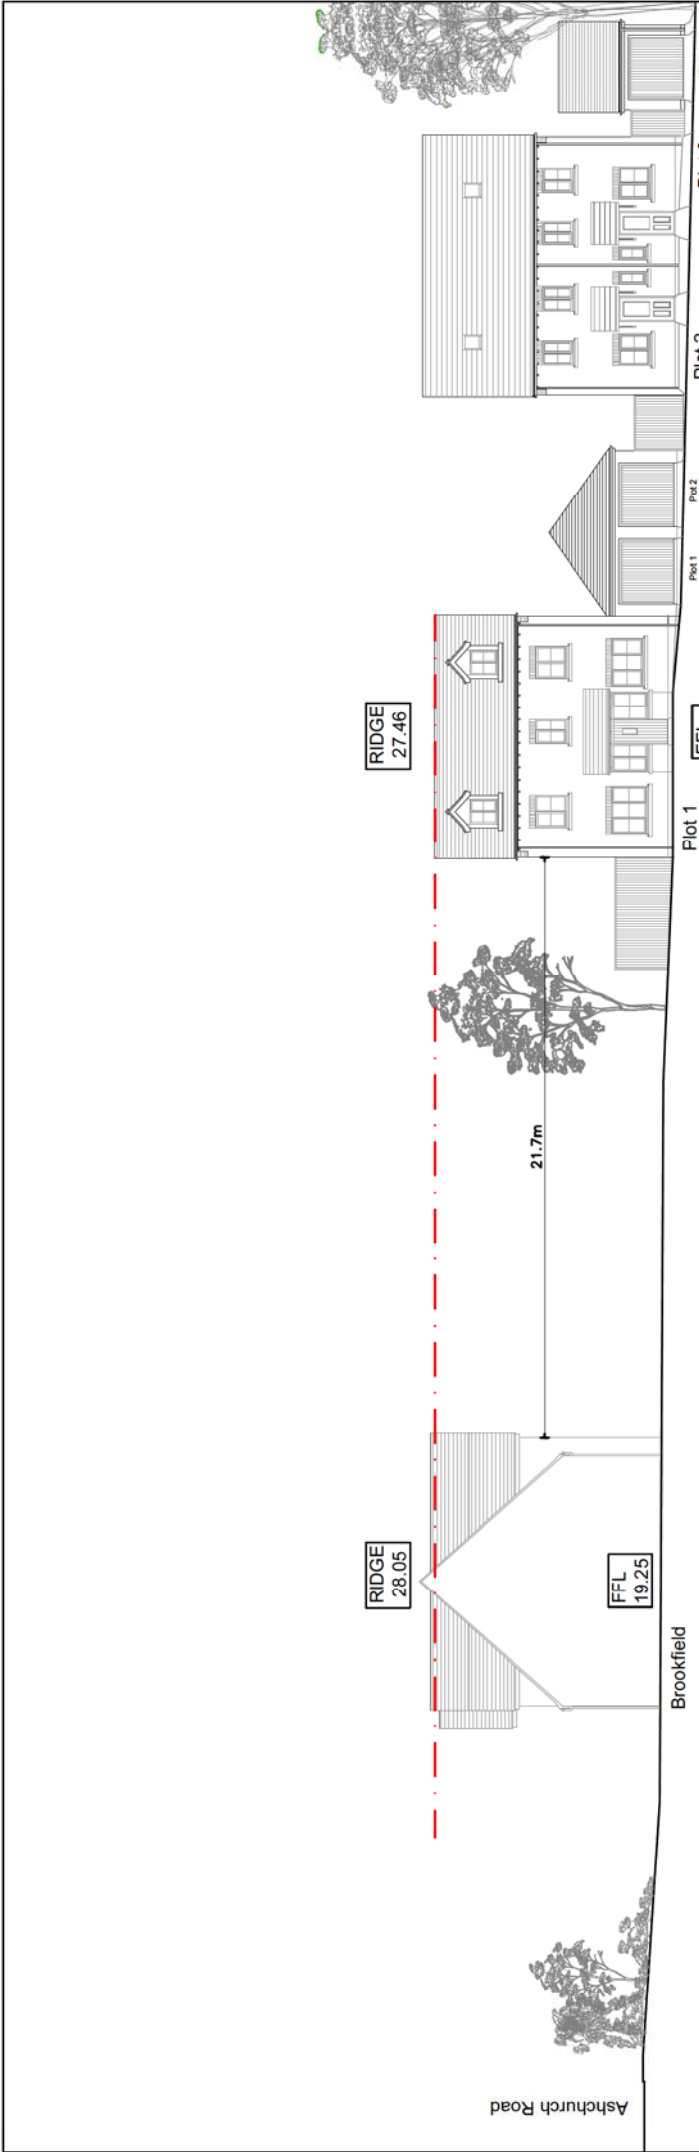 Ashchurch Road
Brookfield
RIDGE
28.05
FFL
19.25
21.7m
RIDGE
27.46
Plot 1
Plot 1
Plot 2